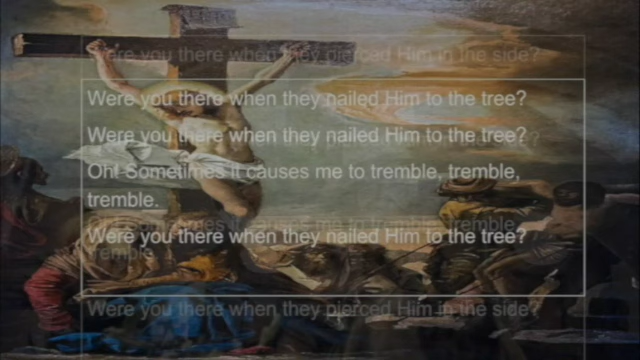 Were you there when they pierced Him in the side?
Were you there when they nailed Him to the tree?
Were you there when they nailed Him to the tree?
Oh! Sometimes it causes me to tremble, tremble,
tremble.
Were you there when they nailed Him to the tree?
Were you there when they pierced Him in the side?